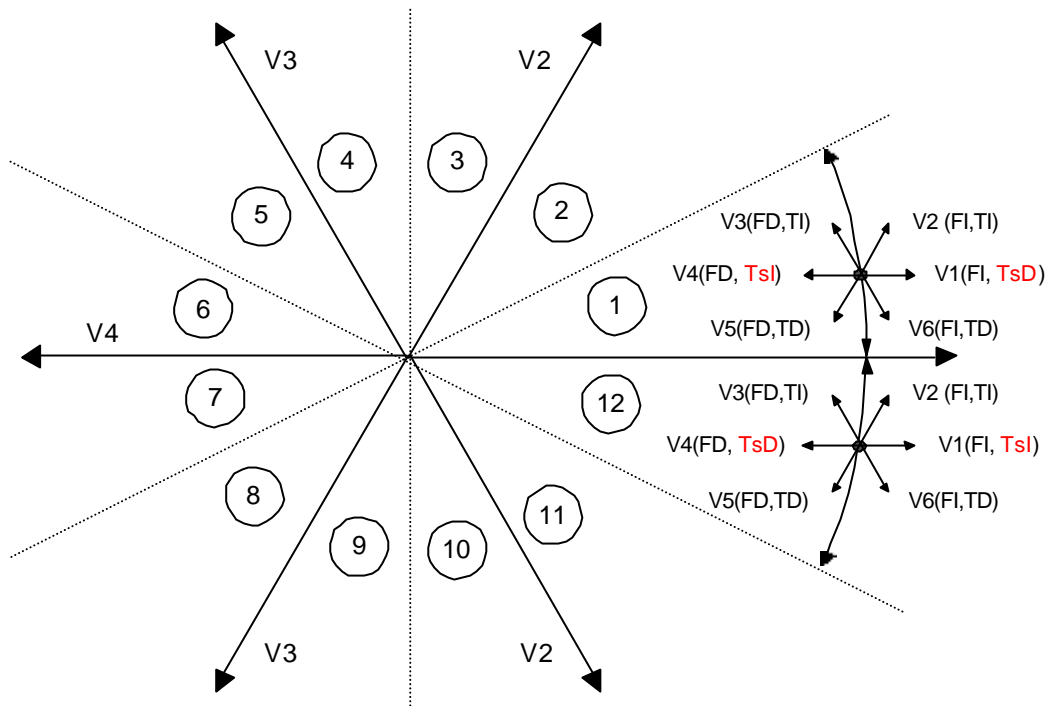 V3
V2
4
3
5
2
V3(FD,TI)
V2 (FI,TI)
V4(FD, TsI)
V1(FI, TsD)
6
1
V4
V5(FD,TD)
V6(FI,TD)
7
12
V3(FD,TI)
V2 (FI,TI)
V4(FD, TsD)
V1(FI, TsI)
8
11
V5(FD,TD)
V6(FI,TD)
9
10
V3
V2